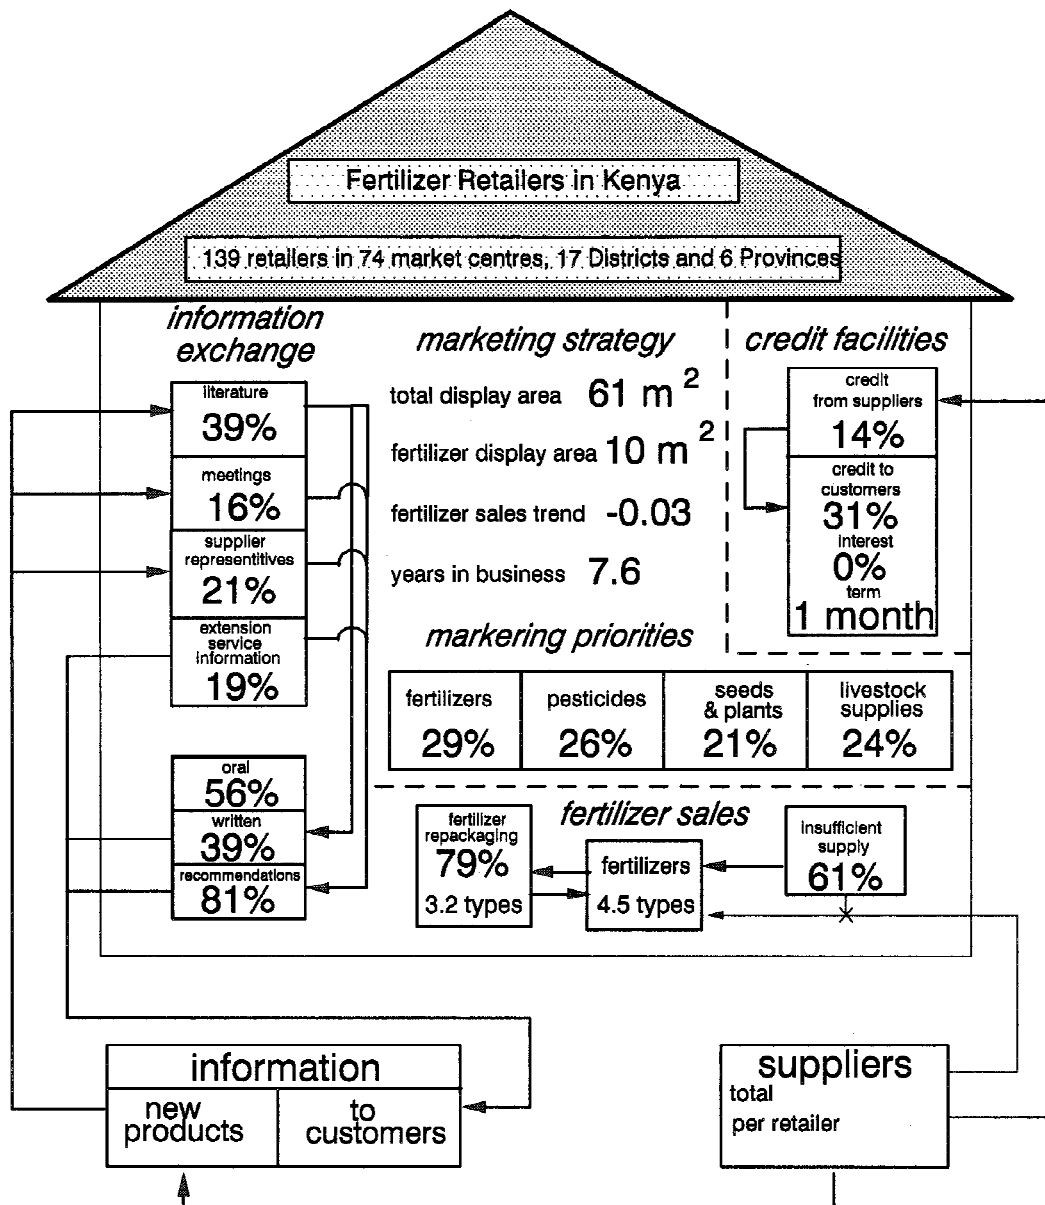 Fertilizer Retailers in Kenya
139 retailers in 74 market centres, 17 Districts and 6 Provinces
information
exchange
literature
39%
meetings
16%
supplier
representitives
21%
extension
service
information
19%
oral
56%
written
39%
recommendations
81%
marketing strategy
total display area 61 m 2
fertilizer display area 10 m 2
fertilizer sales trend -0.03
years in business 7.6
credit facilities
credit
from suppliers
14%
credit to
customers
31%
interest
0%
term
1 month
markering priorities
fertilizers
29%
pesticides
26%
seeds
& plants
21%
livestock
supplies
24%
fertilizer sales
fertilizer
repackaging
79%
3.2 types
fertilizers
4.5 types
insufficient
supply
61%
information
new
products
to
customers
suppliers
total
per retailer